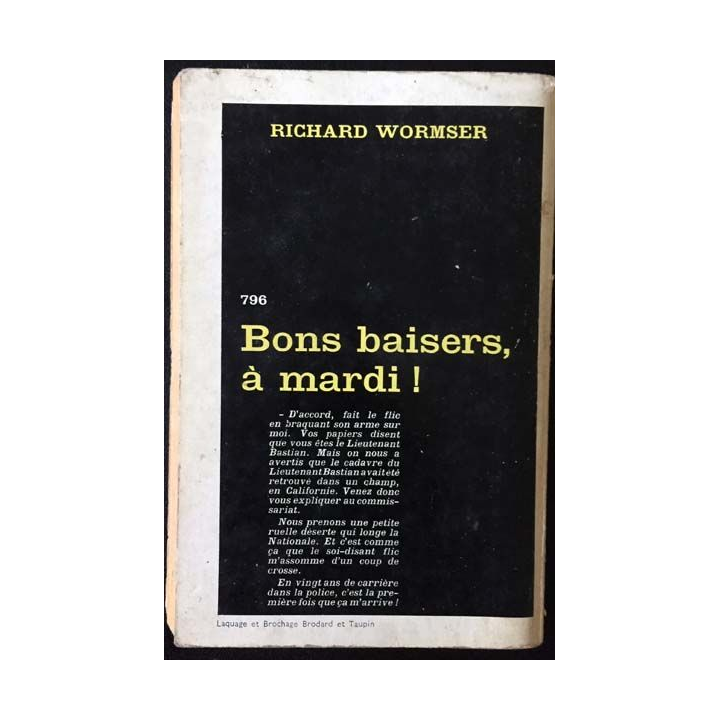 RICHARD WORMSER
796
Bons baisers,
à mardi !
– D'accord, fait le flic
en braquant son arme sur
moi. Vos papiers disent
que vous êtes le Lieutenant
Bastian. Mais on nous a
avertis que le cadavre du
Lieutenant Bastian avait été
retrouvé dans un champ,
en Californie. Venez donc
vous expliquer au commis-
sariat.
Nous prenons une petite
ruelle déserte qui longe la
Nationale. Et c'est comme
ça que le soi-disant flic
m'assomme d'un coup de
crosse.
En vingt ans de carrière
dans la police, c'est la pre-
mière fois que ça m'arrive !
Laquage et Brochage Brodard et Taupin